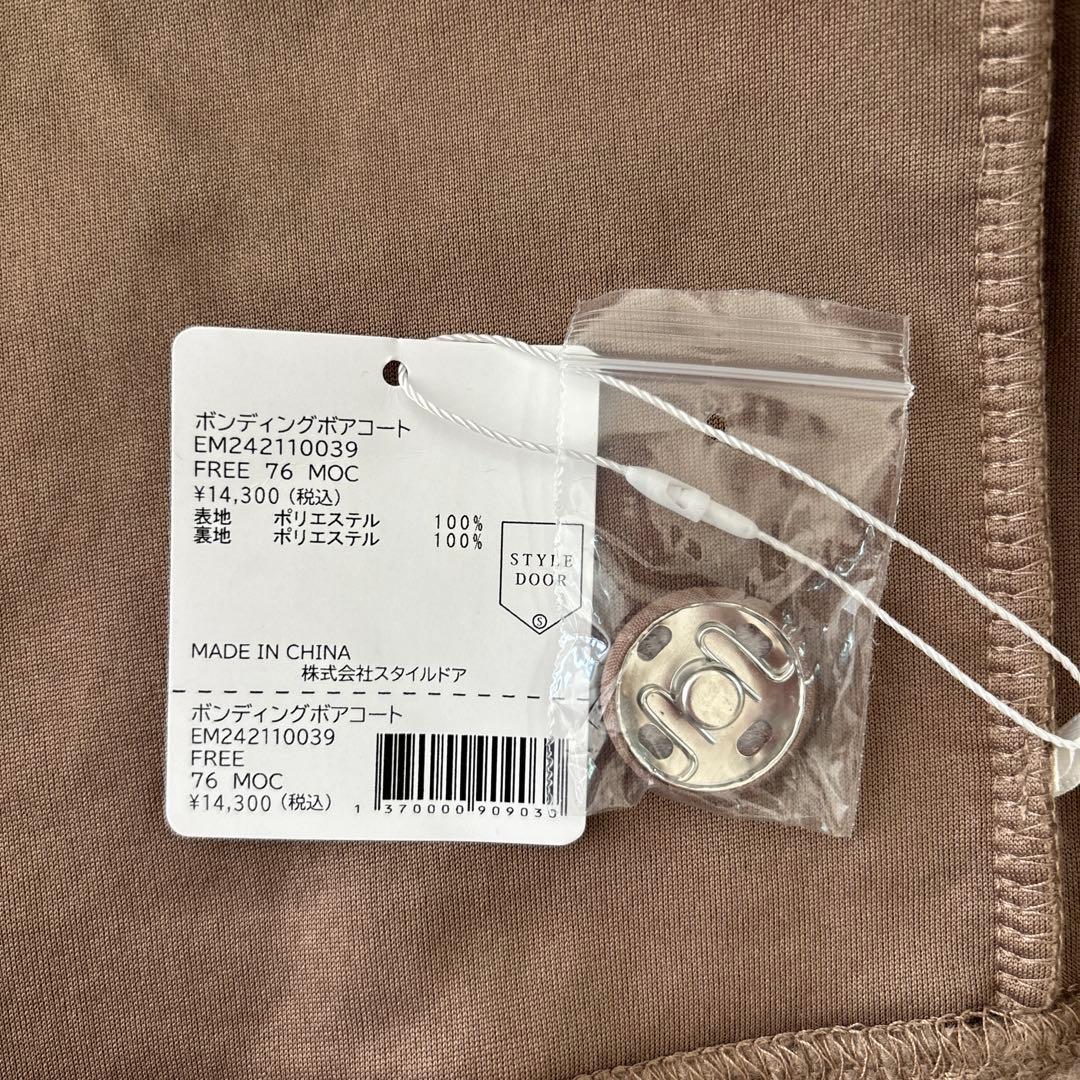 ボンディングボアコート
EM242110039
FREE 76 MOC
¥14,300 (税込)
表地 ポリエステル 100%
裏地 ポリエステル 100%
STYLE
DOOR
S
MADE IN CHINA
株式会社スタイルドア
ボンディングボアコート
EM242110039
FREE
76 MOC
¥14,300 (税込)
1 370000 909030